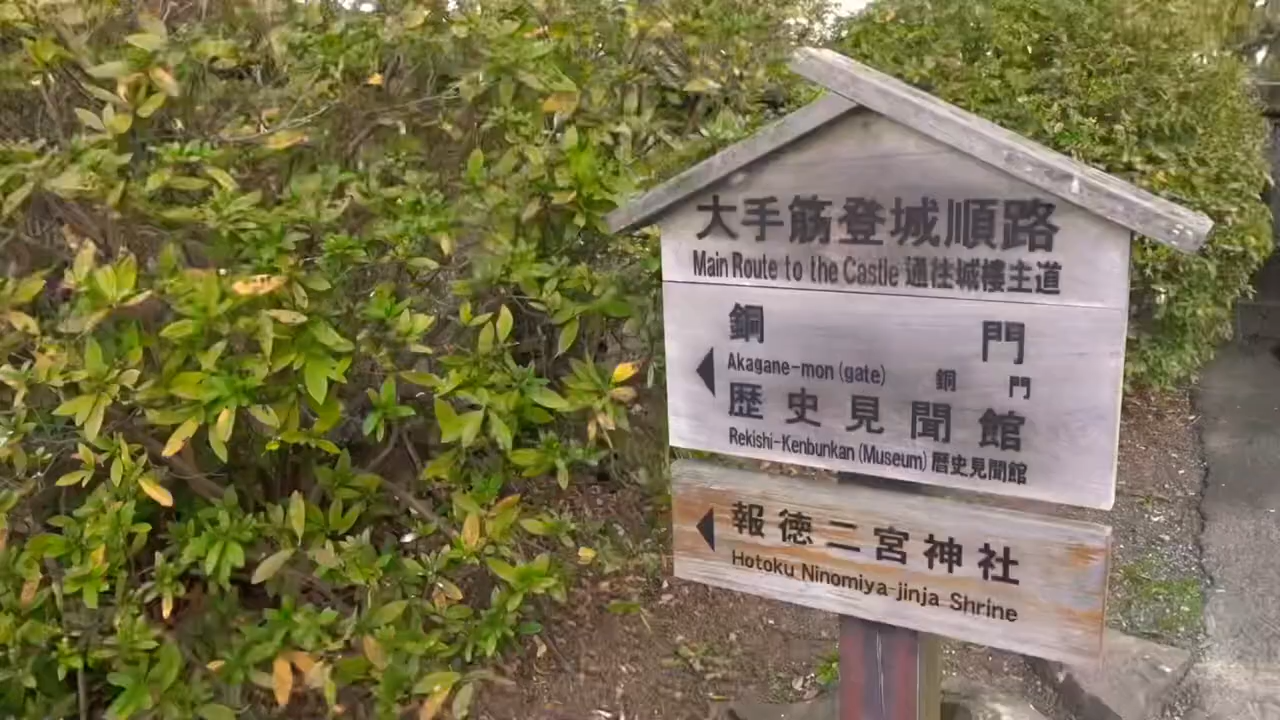 大手筋登城順路
Main Route to the Castle 通往城樓主道
銅門
Akagane-mon (gate) 銅門
歴史見聞館
Rekishi-Kenbunkan (Museum) 曆史見聞館
報徳二宮神社
Hotoku Ninomiya-jinja Shrine